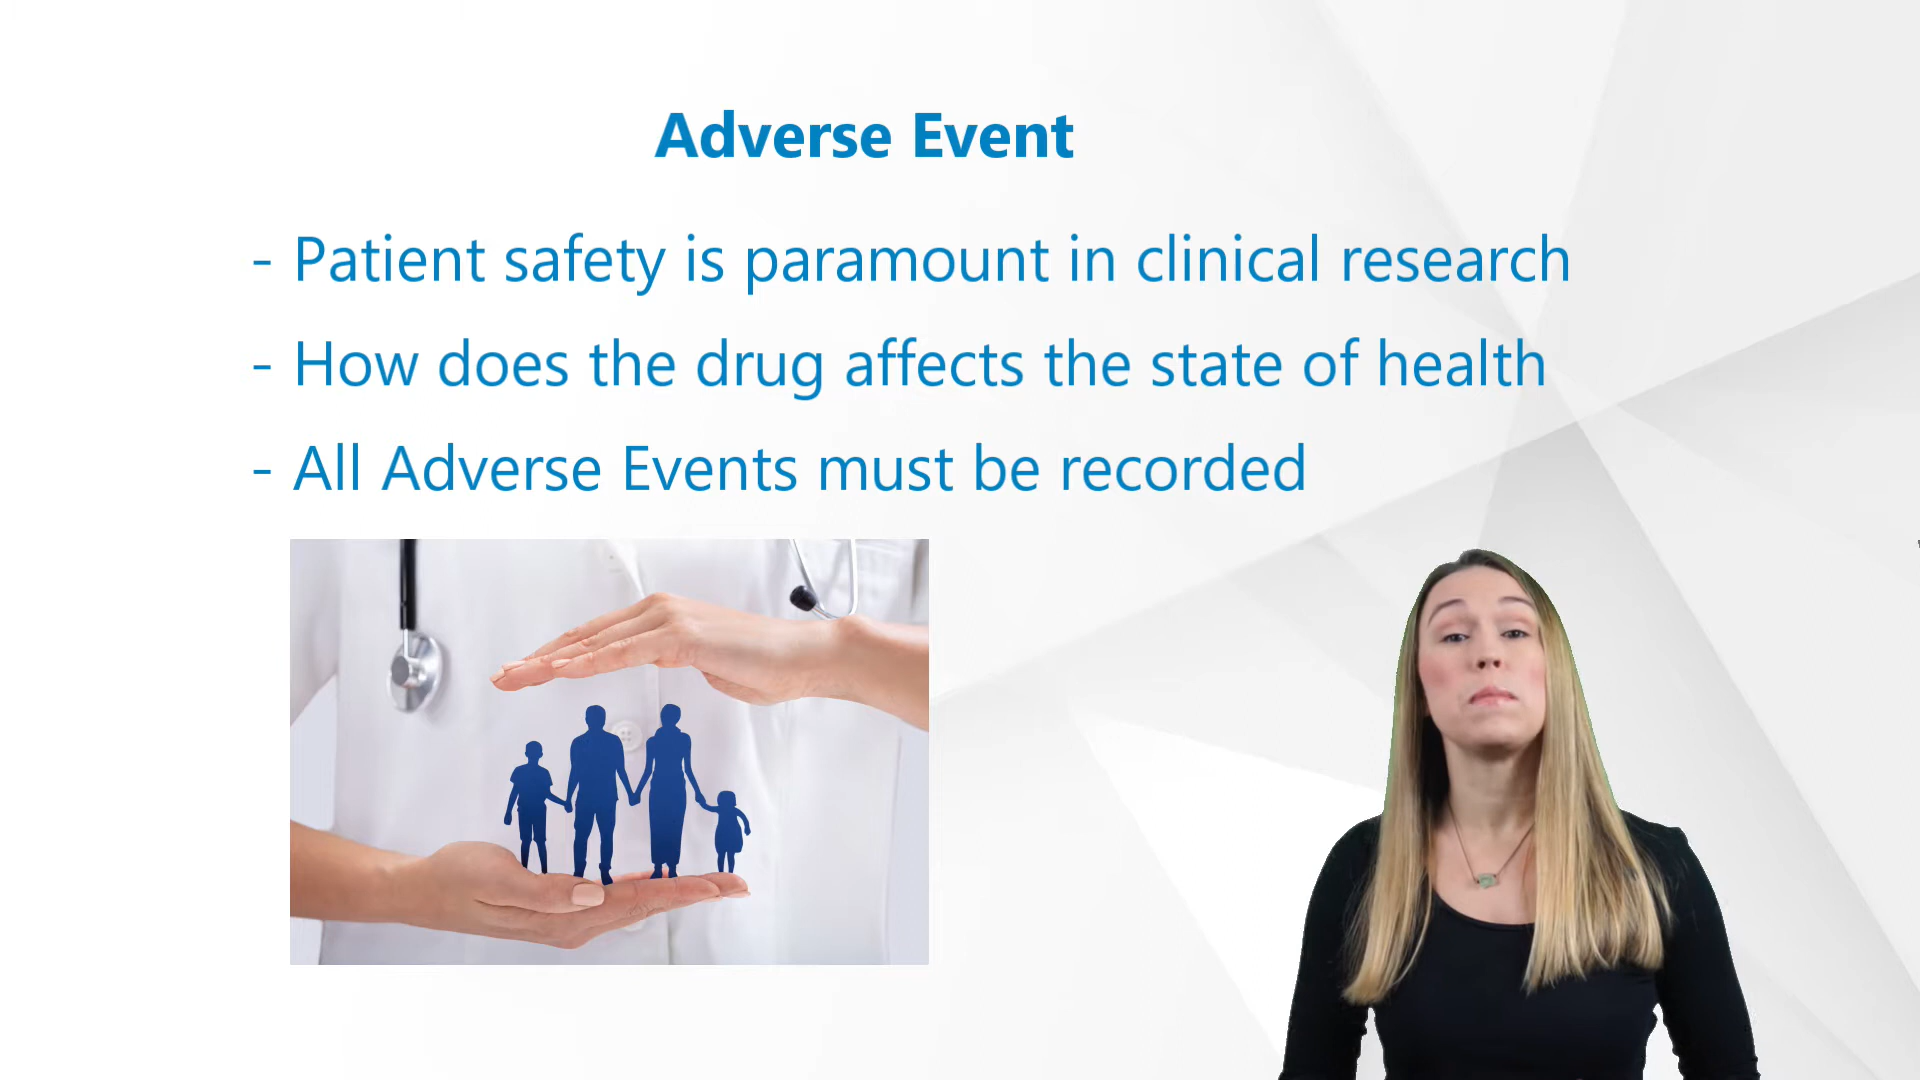 Adverse Event
- Patient safety is paramount in clinical research
- How does the drug affects the state of health
- All Adverse Events must be recorded